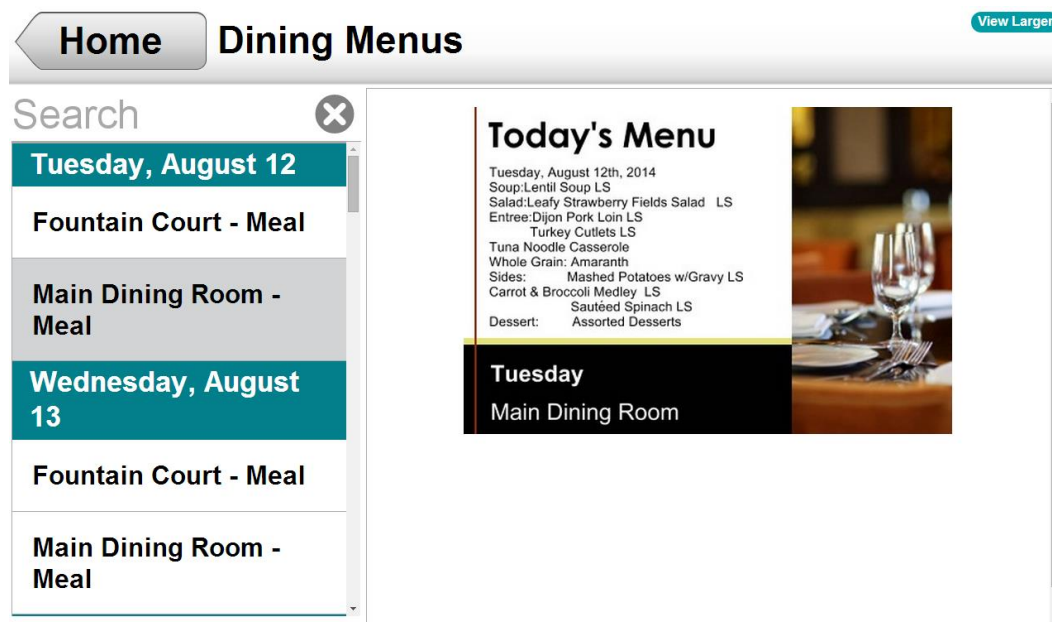 Home
Dining Menus
View Larger
Search
Tuesday, August 12
Fountain Court - Meal
Main Dining Room -
Meal
Wednesday, August
13
Fountain Court - Meal
Main Dining Room -
Meal
Today's Menu
Tuesday, August 12th, 2014
Soup:Lentil Soup LS
Salad:Leafy Strawberry Fields Salad LS
Entree:Dijon Pork Loin LS
Turkey Cutlets LS
Tuna Noodle Casserole
Whole Grain: Amaranth
Sides: Mashed Potatoes w/Gravy LS
Carrot & Broccoli Medley LS
Sautéed Spinach LS
Dessert: Assorted Desserts
Tuesday
Main Dining Room